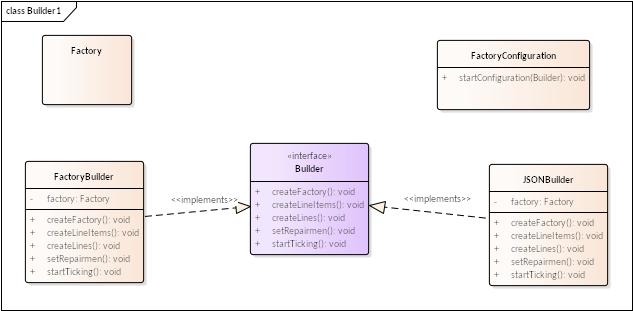 class Builder1
Factory
FactoryConfiguration
+ startConfiguration(Builder): void
«interface»
Builder
+ createFactory(): void
+ createLineItems(): void
+ createLines(): void
+ setRepairmen(): void
+ startTicking(): void
FactoryBuilder
- factory: Factory
+ createFactory(): void
+ createLineItems(): void
+ createLines(): void
+ setRepairmen(): void
+ startTicking(): void
<<implements>>
<<implements>>
JSONBuilder
- factory: Factory
+ createFactory(): void
+ createLineItems(): void
+ createLines(): void
+ setRepairmen(): void
+ startTicking(): void